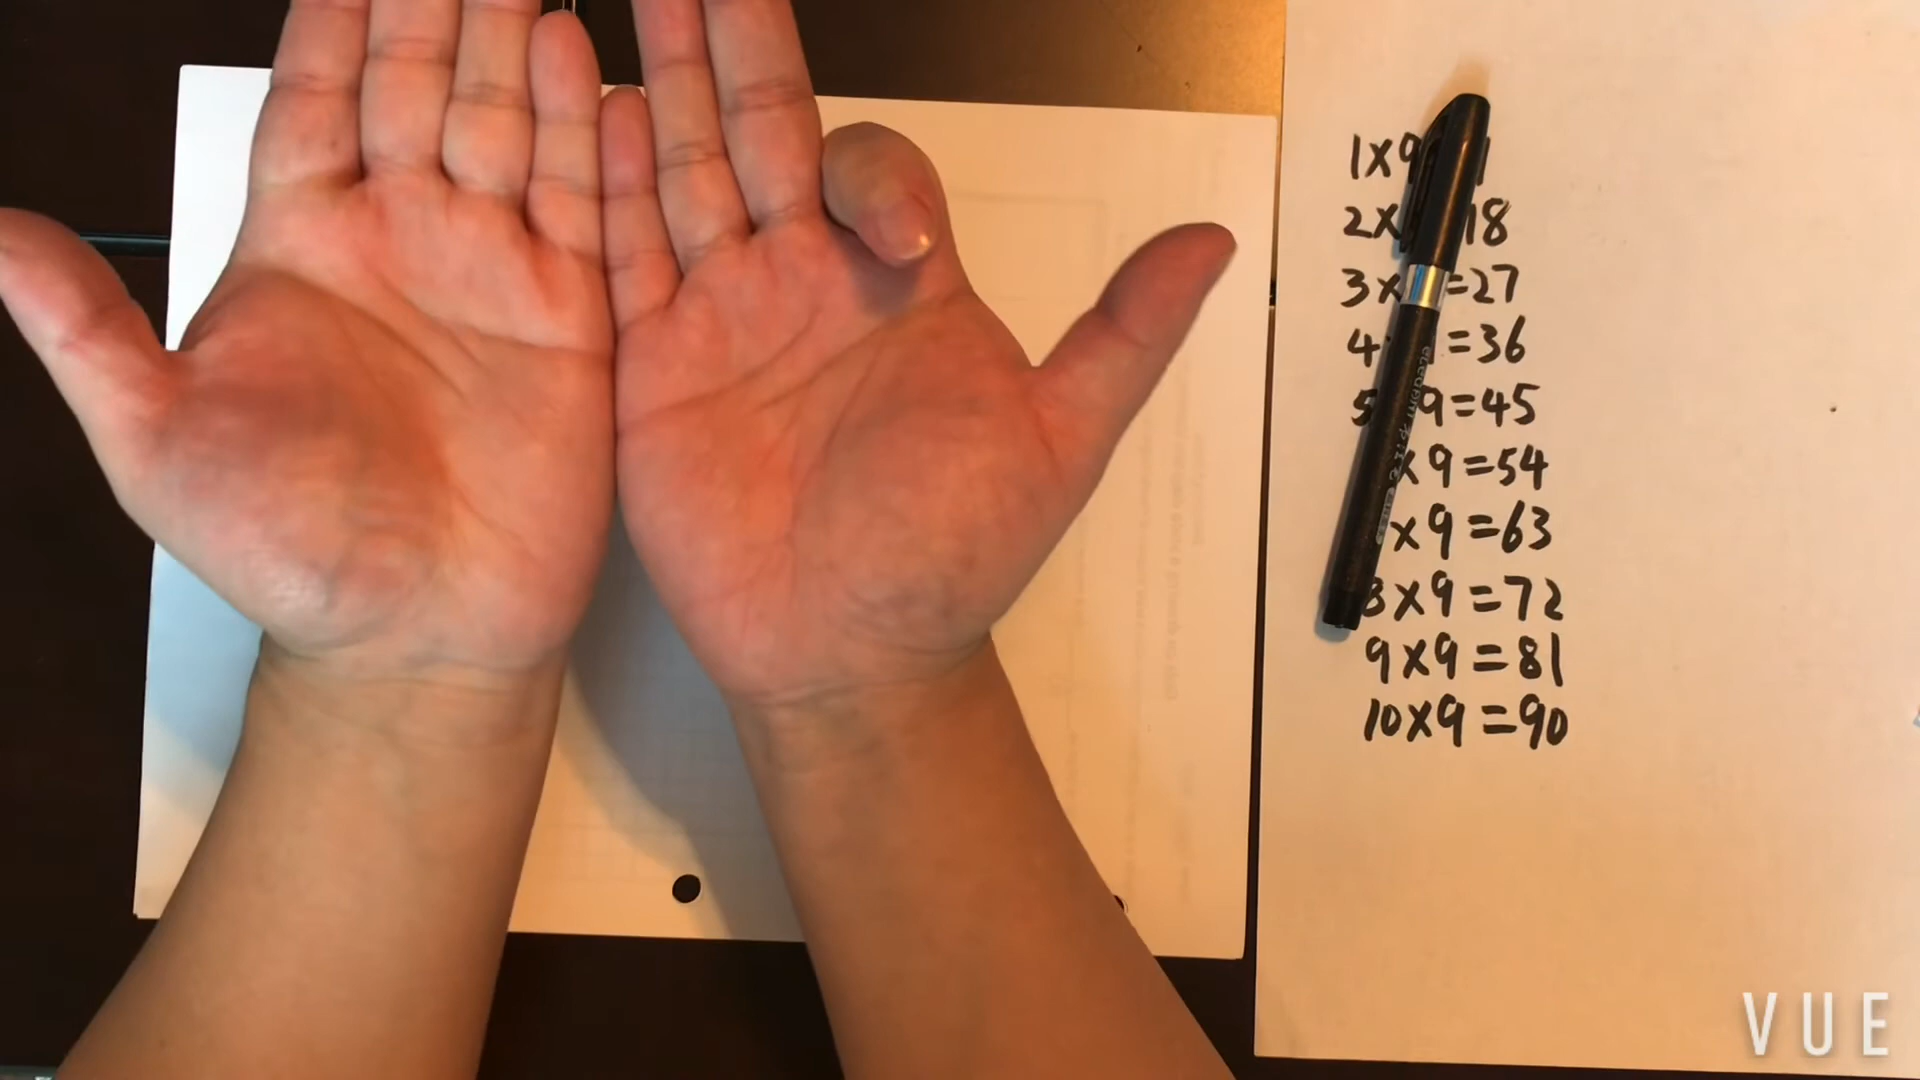 1x9
2x 18
3x =27
4 =36
5 9=45
x9=54
x9=63
8x9=72
9x9=81
10x9=90
VUE